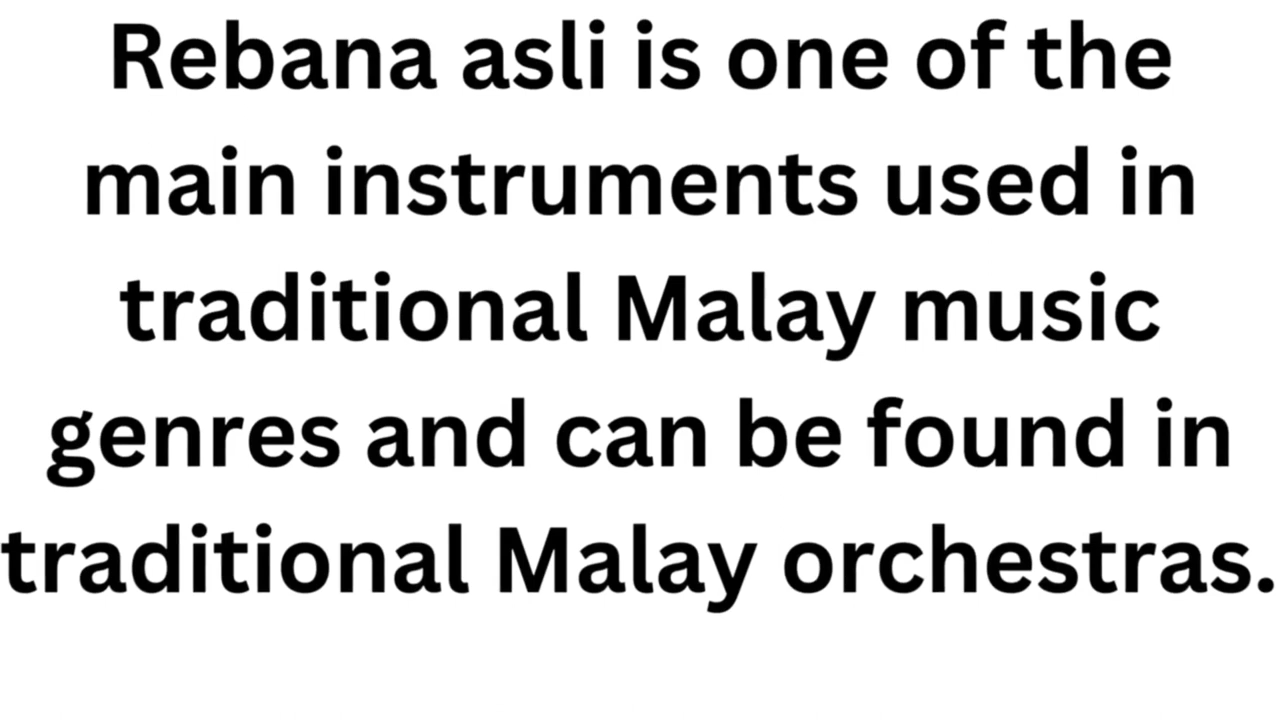 Rebana asli is one of the
main instruments used in
traditional Malay music
genres and can be found in
traditional Malay orchestras.